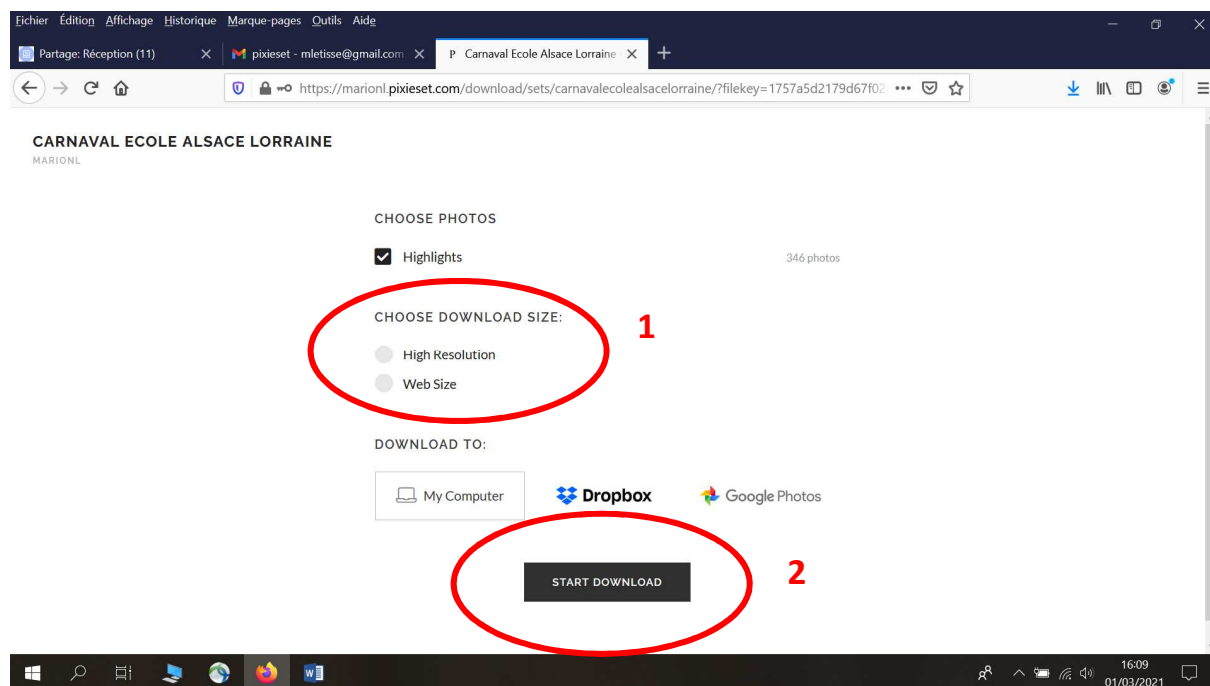 Fichier Édition Affichage Historique Marque-pages Outils Aide
Partage: Réception (11) pixieset - mletisse@gmail.com P Carnaval Ecole Alsace Lorraine
https://marionl.pixieset.com/download/sets/carnavalecolealsacelorraine/?filekey=1757a5d2179d67f02
CARNAVAL ECOLE ALSACE LORRAINE
MARIONL
CHOOSE PHOTOS
Highlights 346 photos
CHOOSE DOWNLOAD SIZE: 1
High Resolution
Web Size
DOWNLOAD TO:
My Computer Dropbox Google Photos
START DOWNLOAD 2
16:09
01/03/2021